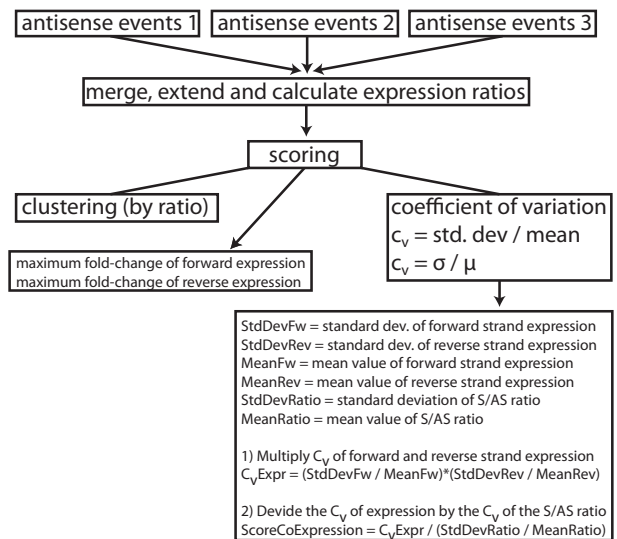 antisense events 1
antisense events 2
antisense events 3
merge, extend and calculate expression ratios
scoring
clustering (by ratio)
maximum fold-change of forward expression
maximum fold-change of reverse expression
coefficient of variation
cv = std. dev / mean
cv = σ / μ
StdDevFw = standard dev. of forward strand expression
StdDevRev = standard dev. of reverse strand expression
MeanFw = mean value of forward strand expression
MeanRev = mean value of reverse strand expression
StdDevRatio = standard deviation of S/AS ratio
MeanRatio = mean value of S/AS ratio
1) Multiply Cv of forward and reverse strand expression
CvExpr = (StdDevFw / MeanFw)*(StdDevRev / MeanRev)
2) Devide the Cv of expression by the Cv of the S/AS ratio
ScoreCoExpression = CvExpr / (StdDevRatio / MeanRatio)